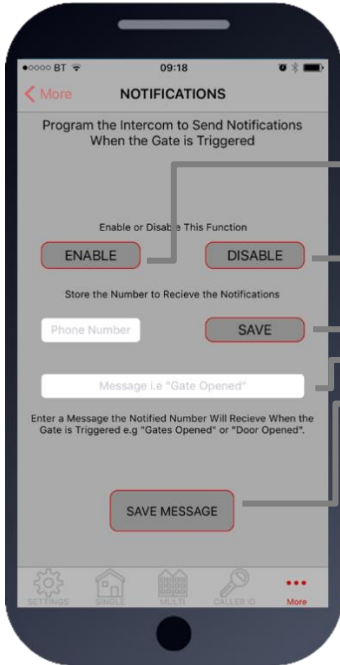 ●○○○○ BT 09:18
More NOTIFICATIONS
Program the Intercom to Send Notifications
When the Gate is Triggered
Enable or Disable This Function
ENABLE DISABLE
Store the Number to Recieve the Notifications
Phone Number SAVE
Message i.e "Gate Opened"
Enter a Message the Notified Number Will Recieve When the
Gate is Triggered e.g "Gates Opened" or "Door Opened".
SAVE MESSAGE
SETTINGS SINGLE MULTI CALLER ID More